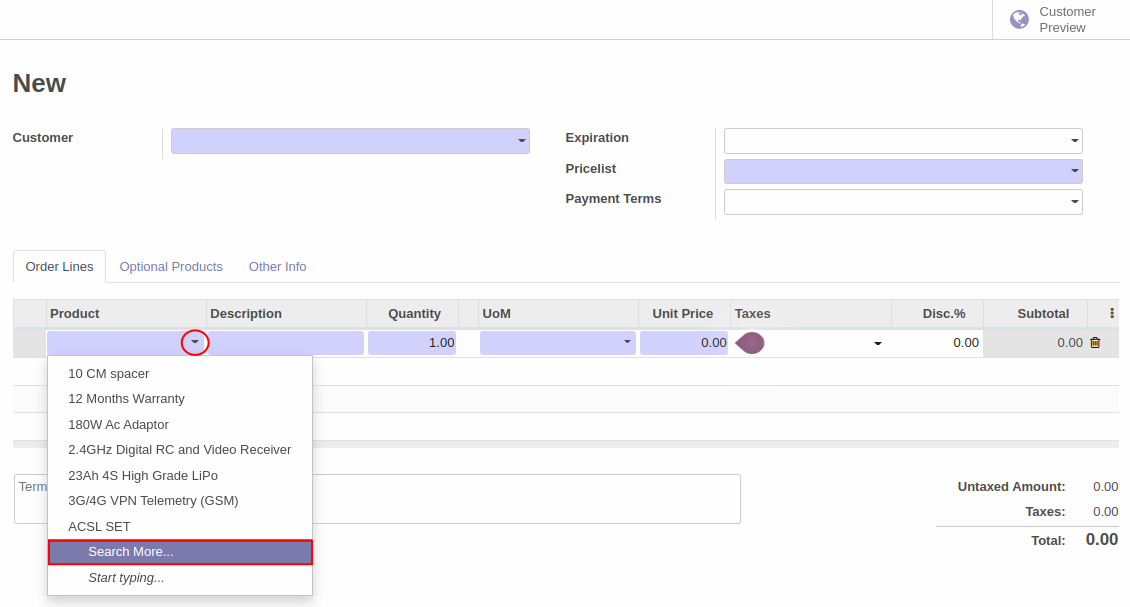 Customer
Preview
New
Customer
Expiration
Pricelist
Payment Terms
Order Lines Optional Products Other Info
Product Description Quantity UoM Unit Price Taxes Disc.% Subtotal
1.00 0.00 0.00 0.00
10 CM spacer
12 Months Warranty
180W Ac Adaptor
2.4GHz Digital RC and Video Receiver
23Ah 4S High Grade LiPo
3G/4G VPN Telemetry (GSM)
ACSL SET
Search More...
Start typing...
Term
Untaxed Amount: 0.00
Taxes: 0.00
Total: 0.00